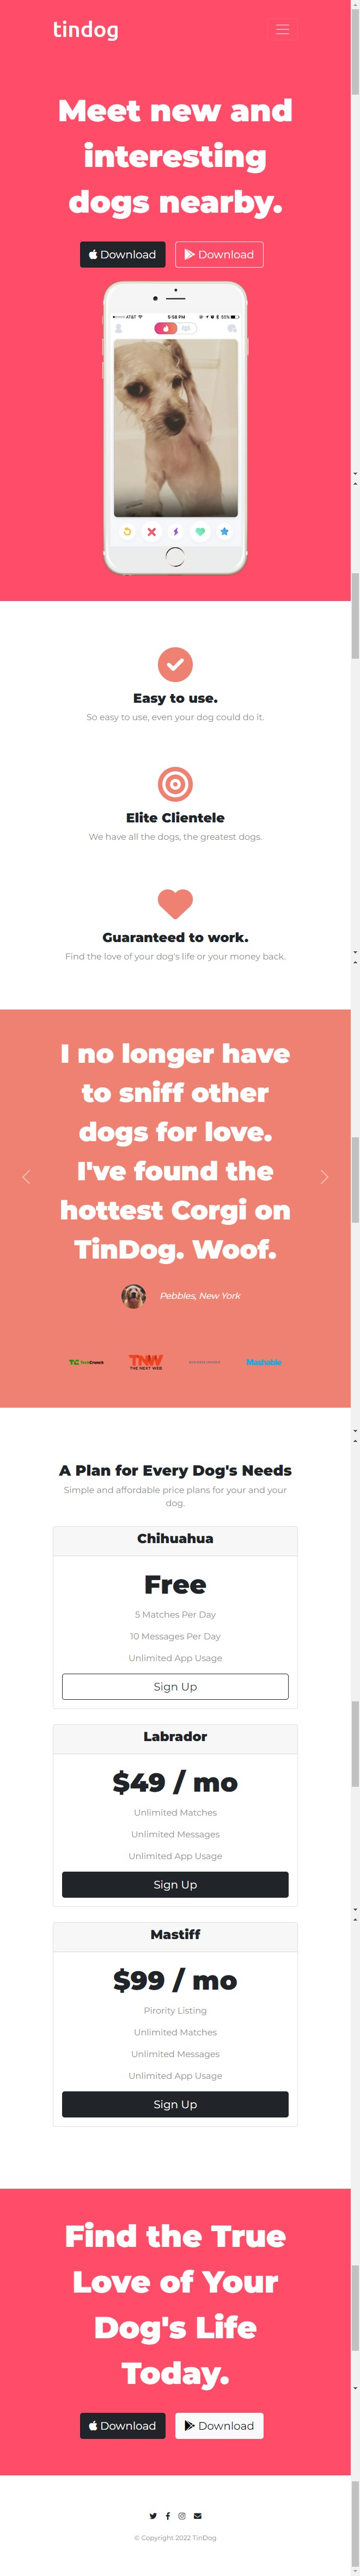 tindog
Meet new and
interesting
dogs nearby.
Download Download
AT&T 5:58 PM 55%
Easy to use.
So easy to use, even your dog could do it.
Elite Clientele
We have all the dogs, the greatest dogs.
Guaranteed to work.
Find the love of your dog's life or your money back.
I no longer have
to sniff other
dogs for love.
I've found the
hottest Corgi on
TinDog. Woof.
Pebbles, New York
TC TechCrunch TNW BUSINESS INSIDER Mashable
THE NEXT WEB
A Plan for Every Dog's Needs
Simple and affordable price plans for your and your
dog.
Chihuahua
Free
5 Matches Per Day
10 Messages Per Day
Unlimited App Usage
Sign Up
Labrador
$49 / mo
Unlimited Matches
Unlimited Messages
Unlimited App Usage
Sign Up
Mastiff
$99 / mo
Pirority Listing
Unlimited Matches
Unlimited Messages
Unlimited App Usage
Sign Up
Find the True
Love of Your
Dog's Life
Today.
Download Download
© Copyright 2022 TinDog